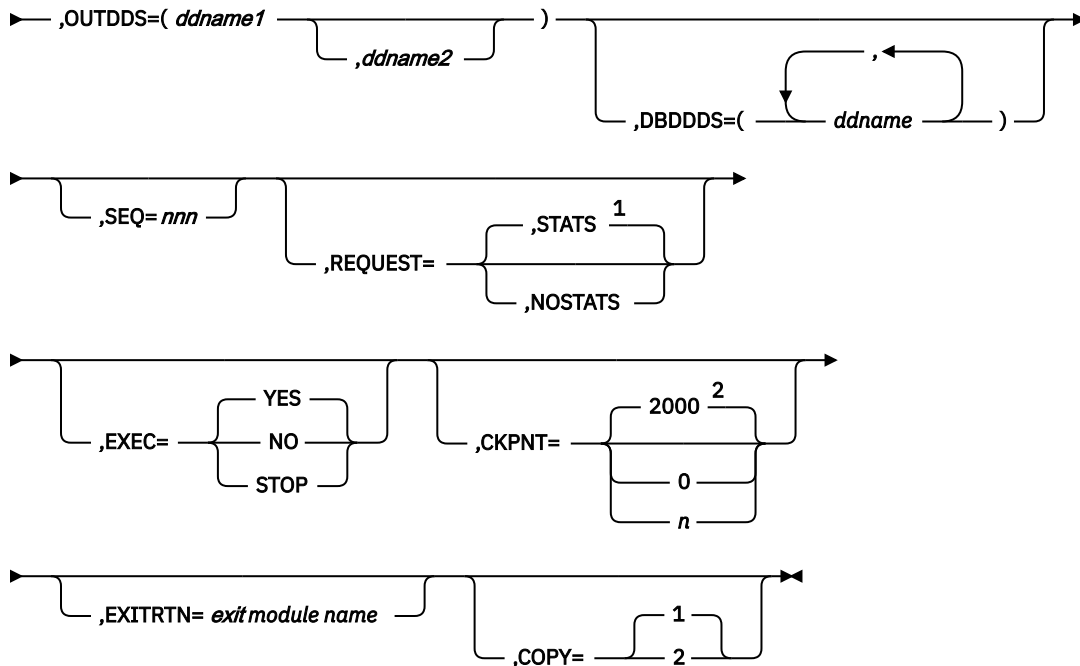 ,OUTDDS=( ddname1 )
,ddname2
,
,DBDDDS=( ddname )
,SEQ= nnn
,STATS 1
,REQUEST=
,NOSTATS
YES
,EXEC= NO
STOP
2000 2
,CKPNT=
0
n
,EXITRTN= exit module name
1
,COPY= 2